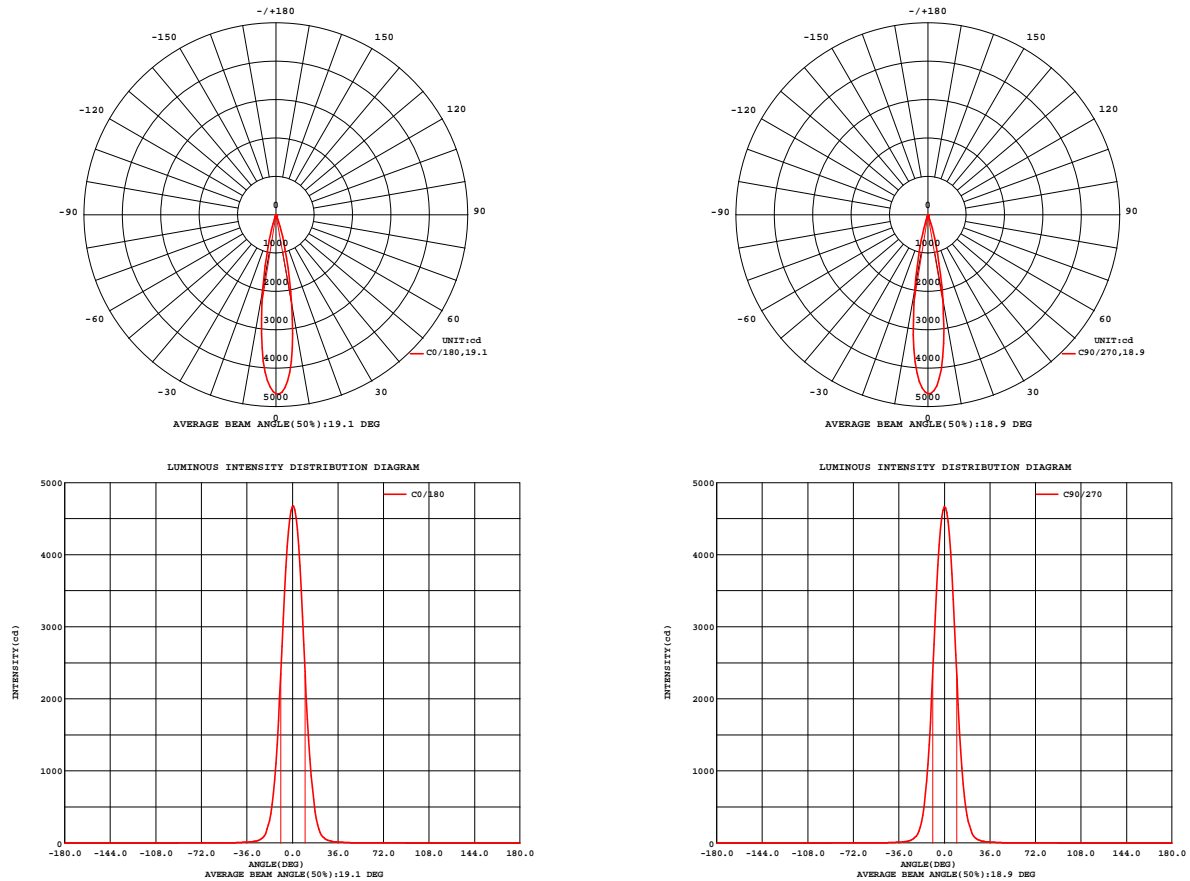 -/+180
-150
150
-120
120
-90
90
-60
60
-30
30
0
1000
2000
3000
4000
5000
0
UNIT:cd
C0/180,19.1
AVERAGE BEAM ANGLE(50%):19.1 DEG
-/+180
-150
150
-120
120
-90
90
-60
60
-30
30
0
1000
2000
3000
4000
5000
0
UNIT:cd
C90/270,18.9
AVERAGE BEAM ANGLE(50%):18.9 DEG
LUMINOUS INTENSITY DISTRIBUTION DIAGRAM
C0/180
5000
4000
3000
2000
1000
0
INTENSITY(cd)
-180.0 -144.0 -108.0 -72.0 -36.0 0.0 36.0 72.0 108.0 144.0 180.0
ANGLE(DEG)
AVERAGE BEAM ANGLE(50%):19.1 DEG
LUMINOUS INTENSITY DISTRIBUTION DIAGRAM
C90/270
5000
4000
3000
2000
1000
0
INTENSITY(cd)
-180.0 -144.0 -108.0 -72.0 -36.0 0.0 36.0 72.0 108.0 144.0 180.0
ANGLE(DEG)
AVERAGE BEAM ANGLE(50%):18.9 DEG